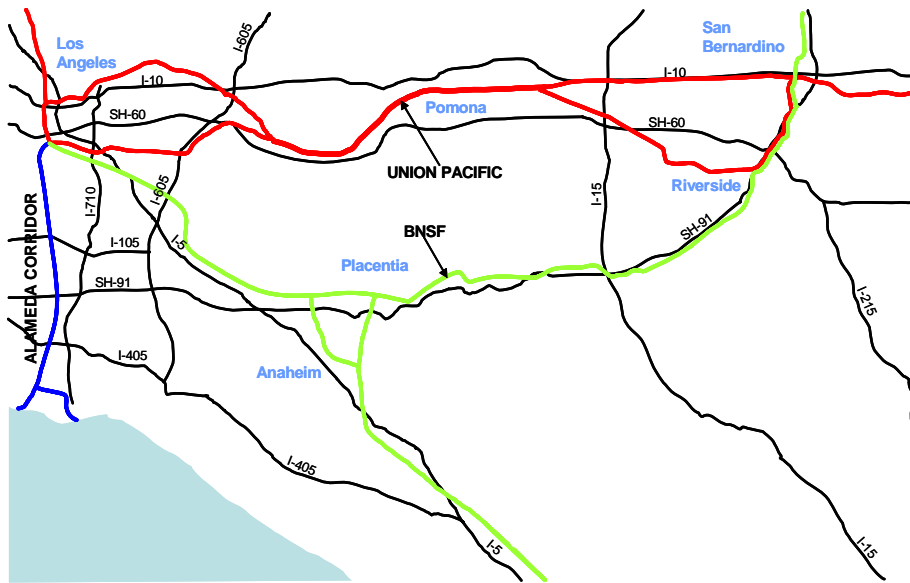 San
Bernardino
Los
Angeles
I-605
I-10
I-10
Pomona
SH-60
SH-60
UNION PACIFIC
Riverside
I-605
I-710
I-15
I-5
BNSF
SH-91
I-105
Placentia
SH-91
ALAMEDA CORRIDOR
I-215
I-405
Anaheim
I-405
I-5
I-15